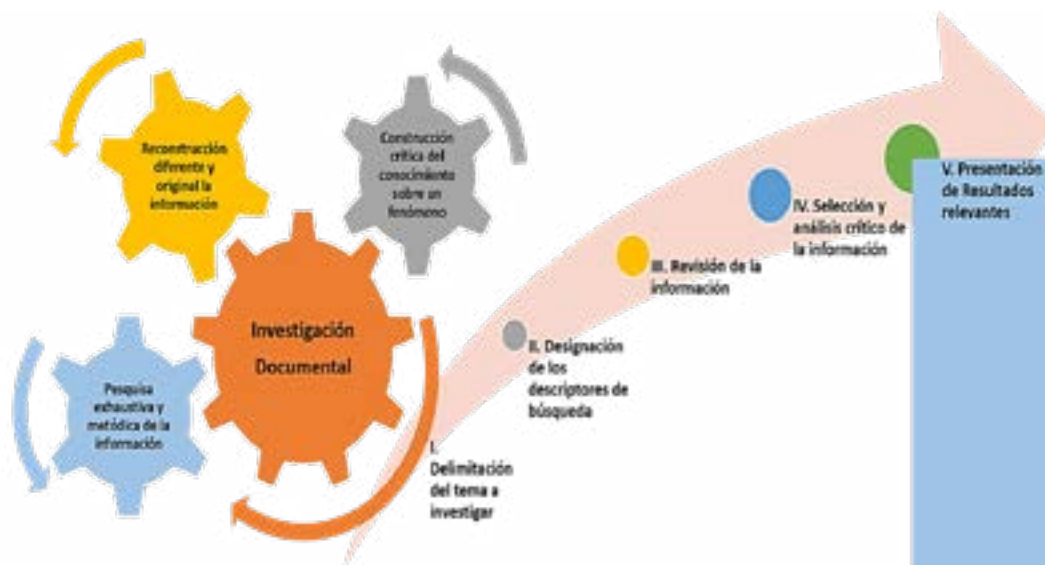 Reconstrucción
diferente y
original la
información
Construcción
crítica del
conocimiento
sobre un
fenómeno
Investigación
Documental
Pesquisa
exhaustiva y
metódica de la
información
I.
Delimitación
del tema a
investigar
II. Designación
de los
descriptores de
búsqueda
III. Revisión de la
información
IV. Selección y
análisis crítico de
la información
V. Presentación
de Resultados
relevantes